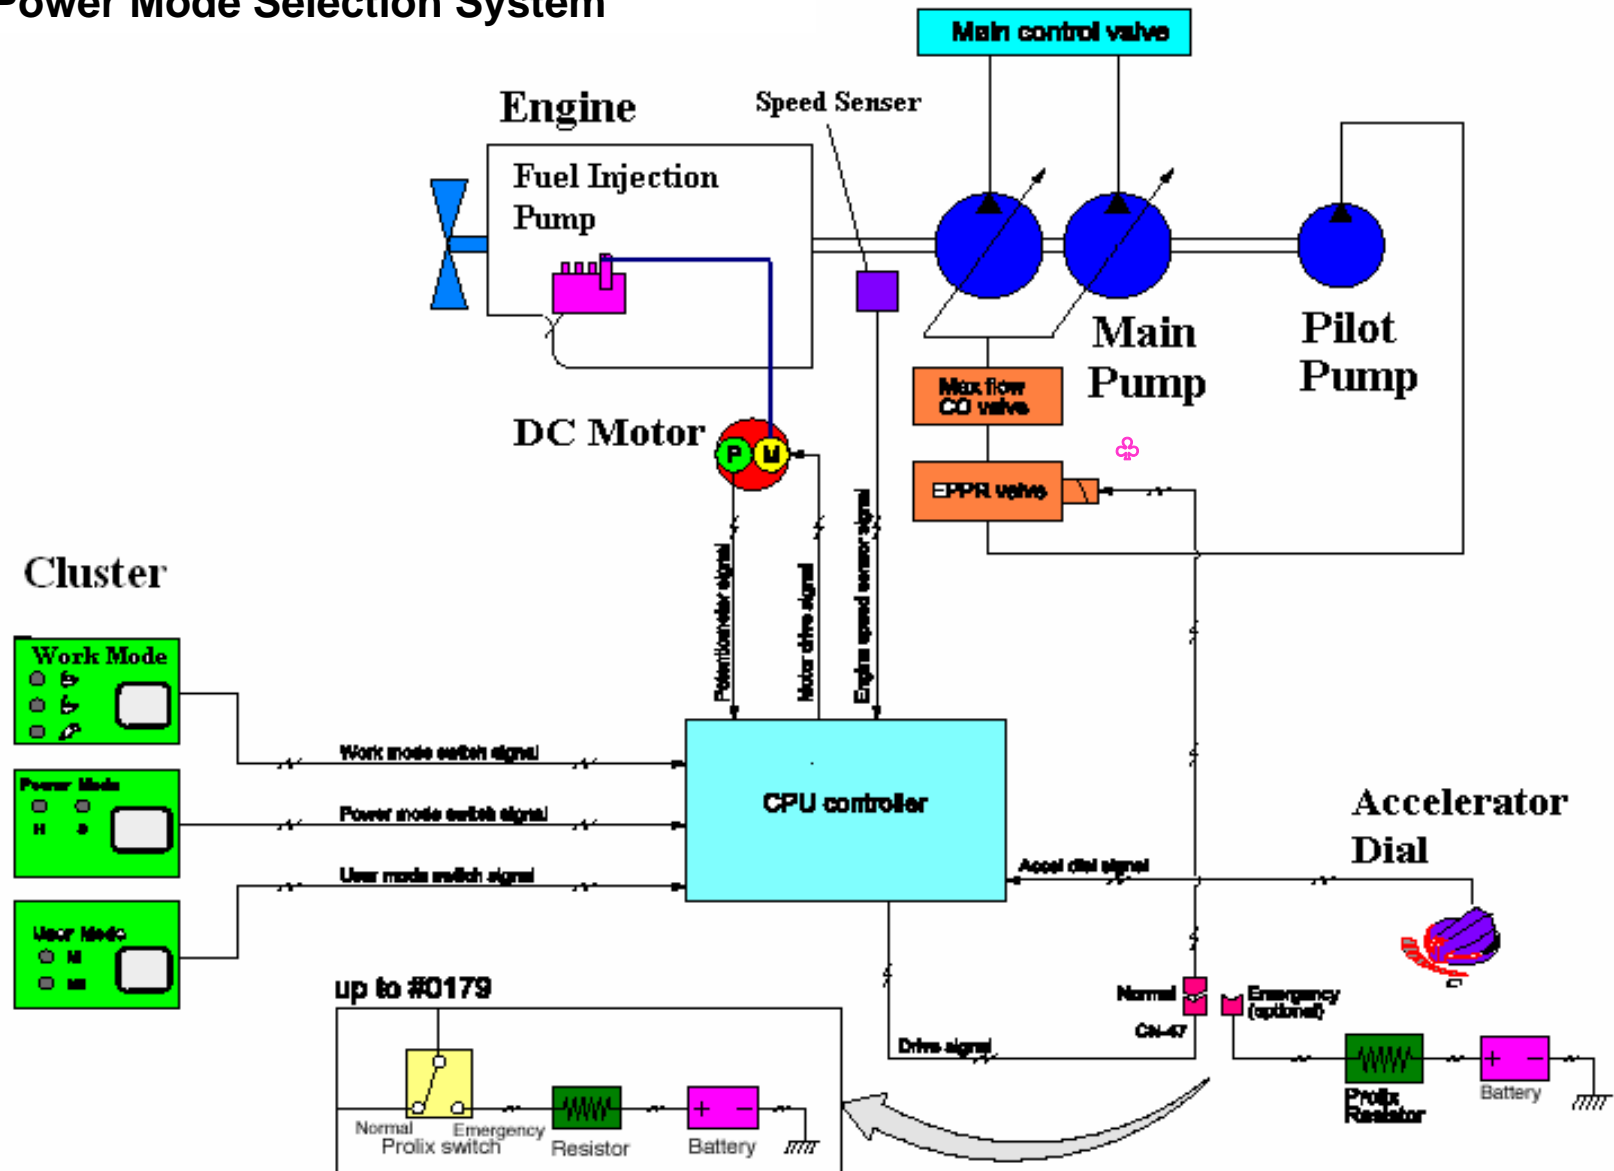 Power Mode Selection System
Main control valve
Engine
Speed Senser
Fuel Injection
Pump
Main
Pump
Pilot
Pump
Max flow
CO valve
DC Motor
P
M
EPPR valve
Potentiometer signal
Motor drive signal
Engine speed sensor signal
Cluster
Work Mode
Work mode switch signal
Power Mode
H
S
Power mode switch signal
CPU controller
Accelerator
Dial
Accel dial signal
User mode switch signal
User Mode
up to #0179
Normal
CN-47
Emergency
(optional)
Drive signal
Prolix
Resistor
+ −
Battery
Normal
Emergency
Prolix switch
Resistor
+ −
Battery